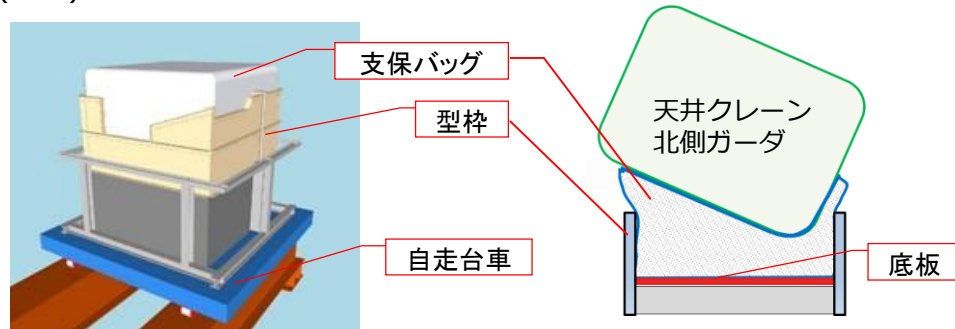 支保バッグ
型枠
自走台車
天井クレーン
北側ガーダ
底板